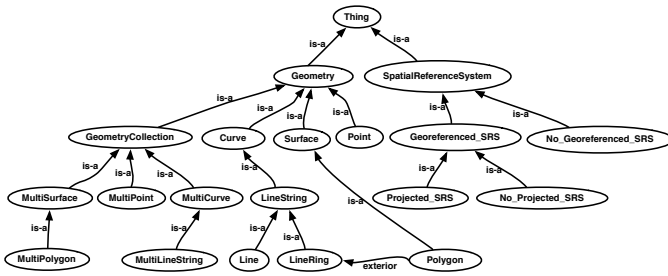 Thing
is-a is-a
Geometry SpatialReferenceSystem
is-a is-a is-a is-a is-a is-a
GeometryCollection Curve Surface Point Georeferenced_SRS No_Georeferenced_SRS
is-a is-a is-a is-a is-a is-a
MultiSurface MultiPoint MultiCurve LineString Projected_SRS No_Projected_SRS
is-a is-a is-a is-a is-a
MultiPolygon MultiLineString Line LineRing exterior Polygon